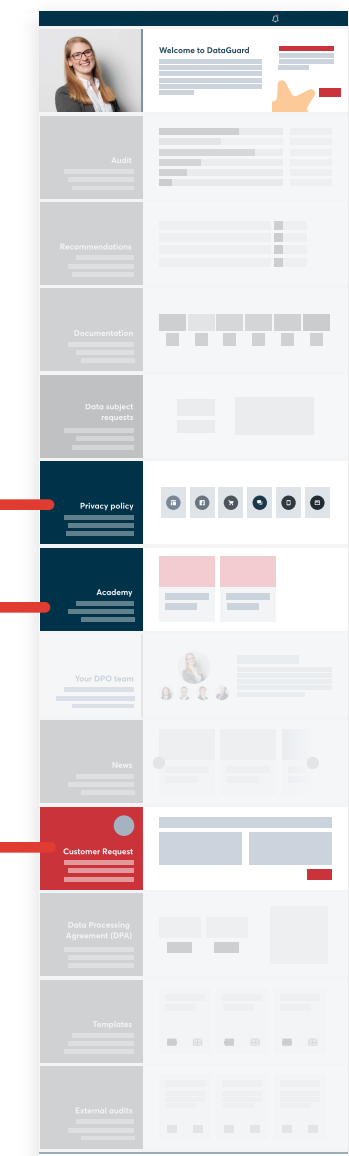 Welcome to DataGuard
Audit
Recommendations
Documentation
Data subject
requests
Privacy policy
Academy
Your DPO team
News
Customer Request
Data Processing
Agreement (DPA)
Templates
External audits